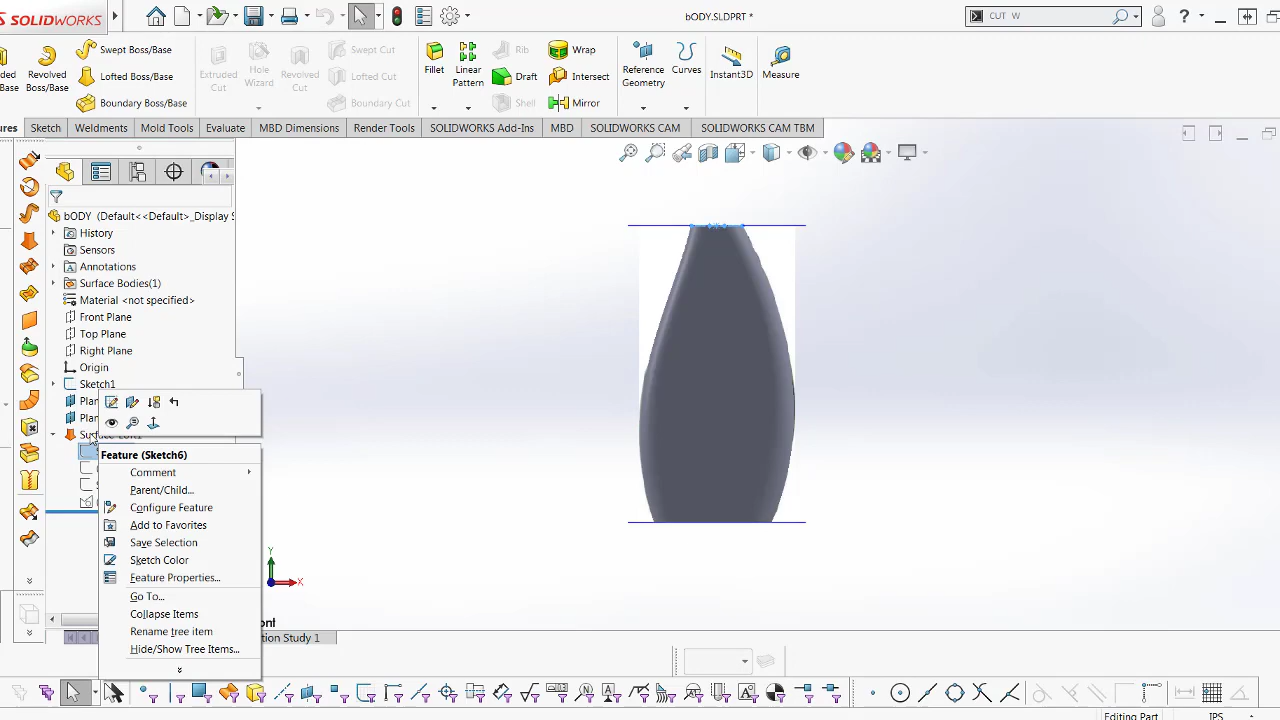 SOLIDWORKS
bODY.SLDPRT *
CUT W
Revolved
Boss/Base
Swept Boss/Base
Lofted Boss/Base
Boundary Boss/Base
Extruded
Cut
Hole
Wizard
Revolved
Cut
Swept Cut
Lofted Cut
Boundary Cut
Fillet
Linear
Pattern
Rib
Draft
Shell
Wrap
Intersect
Mirror
Reference
Geometry
Curves
Instant3D
Measure
Sketch
Weldments
Mold Tools
Evaluate
MBD Dimensions
Render Tools
SOLIDWORKS Add-Ins
MBD
SOLIDWORKS CAM
SOLIDWORKS CAM TBM
bODY (Default<<Default>_Display S
History
Sensors
Annotations
Surface Bodies(1)
Material <not specified>
Front Plane
Top Plane
Right Plane
Origin
Sketch1
Feature (Sketch6)
Comment
Parent/Child...
Configure Feature
Add to Favorites
Save Selection
Sketch Color
Feature Properties...
Go To...
Collapse Items
Rename tree item
Hide/Show Tree Items...
Y
X
Study 1
Editing Part
IPS